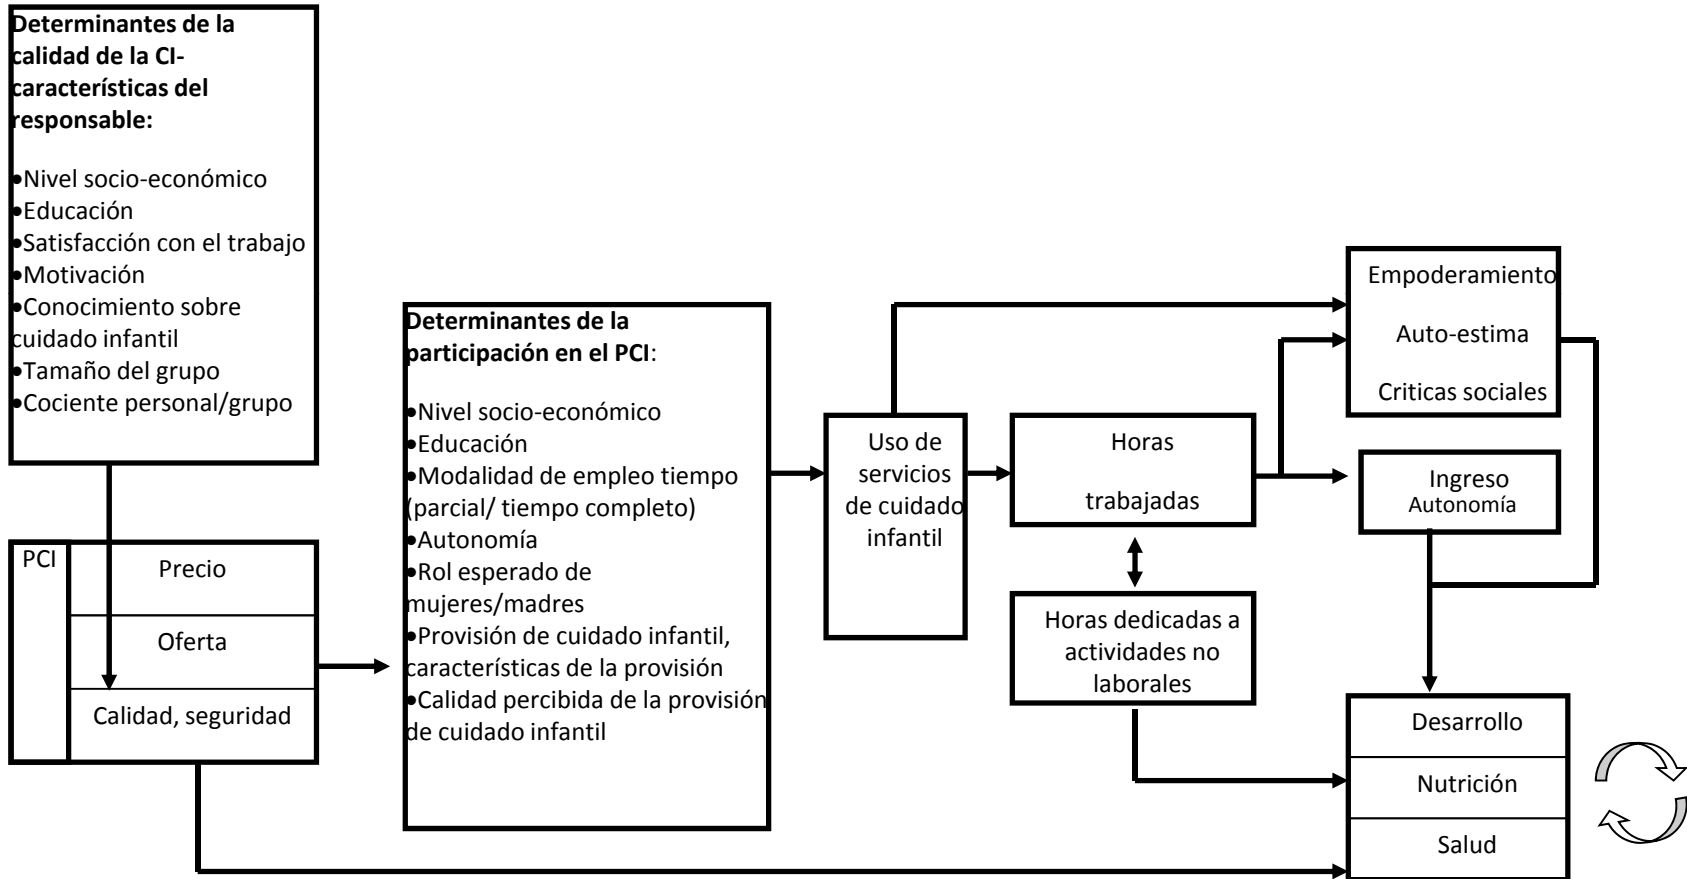 Determinantes de la
calidad de la CI-
características del
responsable:
•Nivel socio-económico
•Educación
•Satisfacción con el trabajo
•Motivación
•Conocimiento sobre
cuidado infantil
•Tamaño del grupo
•Cociente personal/grupo
PCI
Precio
Oferta
Calidad, seguridad
Determinantes de la
participación en el PCI:
•Nivel socio-económico
•Educación
•Modalidad de empleo tiempo
(parcial/ tiempo completo)
•Autonomía
•Rol esperado de
mujeres/madres
•Provisión de cuidado infantil,
características de la provisión
•Calidad percibida de la provisión
de cuidado infantil
Uso de
servicios
de cuidado
infantil
Horas
trabajadas
Horas dedicadas a
actividades no
laborales
Empoderamiento
Auto-estima
Criticas sociales
Ingreso
Autonomía
Desarrollo
Nutrición
Salud